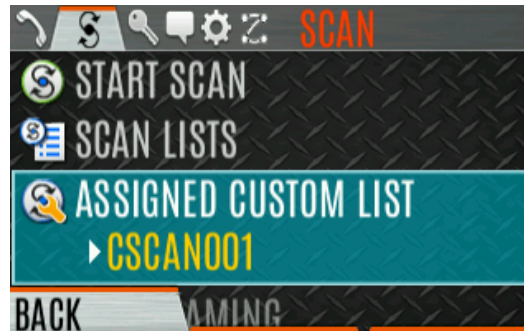 SCAN
START SCAN
SCAN LISTS
ASSIGNED CUSTOM LIST
CSCAN001
BACK